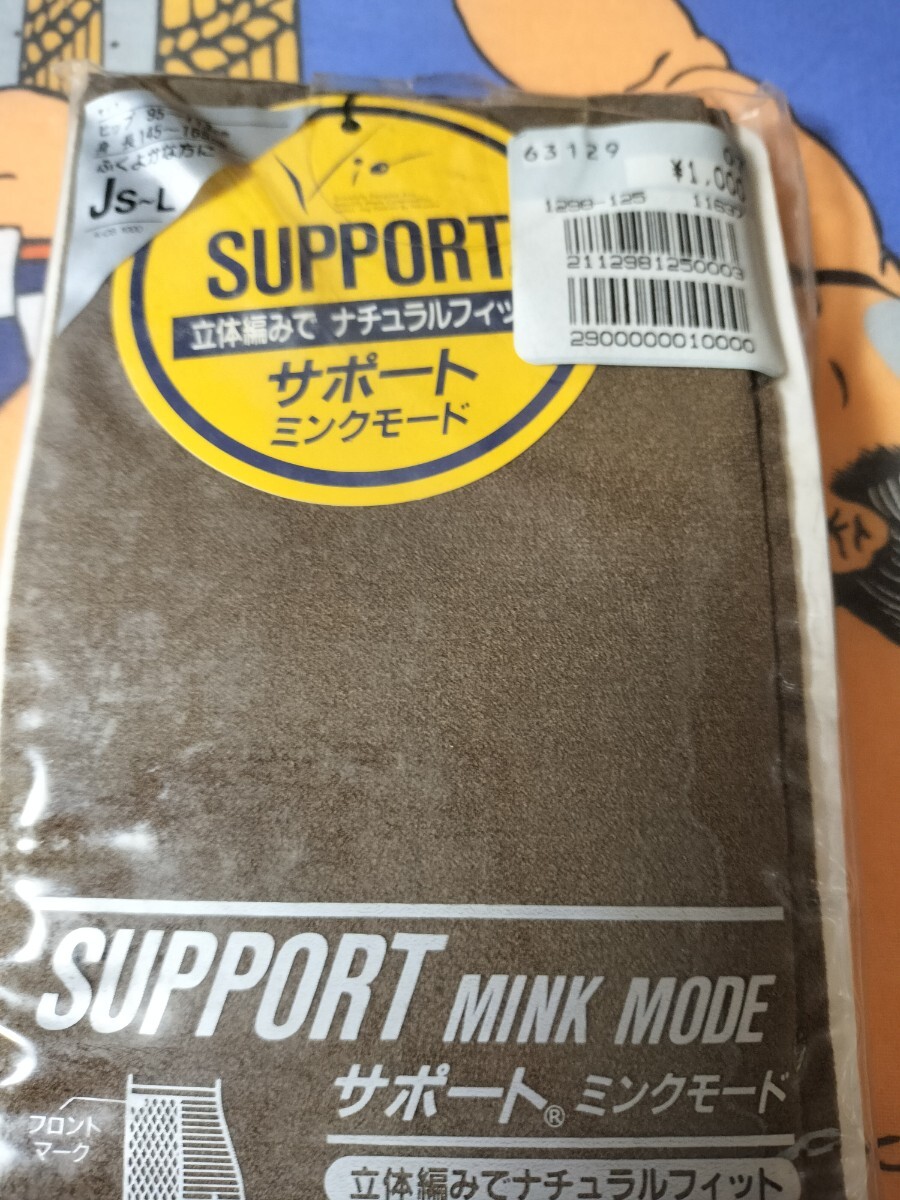 ヒップ 95
身長 145~16
ふくよかな方に
JS~L
Vio
SUPPORT
立体編みで ナチュラルフィッ
サポート
ミンクモード
63129
¥1,000
1298-125
2112981250003
2900000010000
SUPPORT MINK MODE
サポート® ミンクモード
フロント
マーク
立体編みでナチュラルフィット